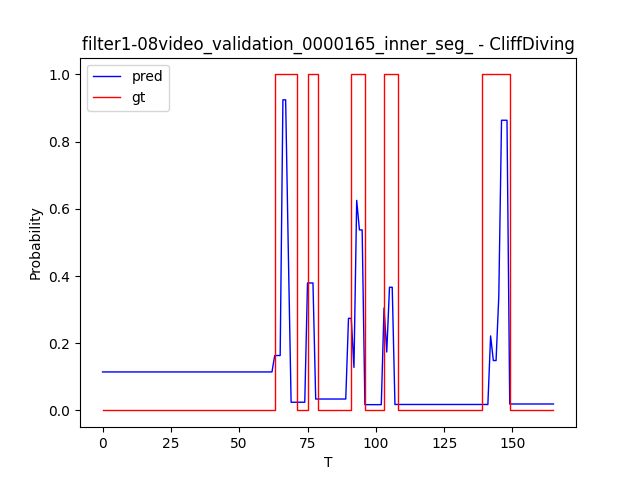 filter1-08video_validation_0000165_inner_seg_ - CliffDiving
pred
gt
1.0
0.8
0.6
0.4
0.2
0.0
Probability
0 25 50 75 100 125 150
T